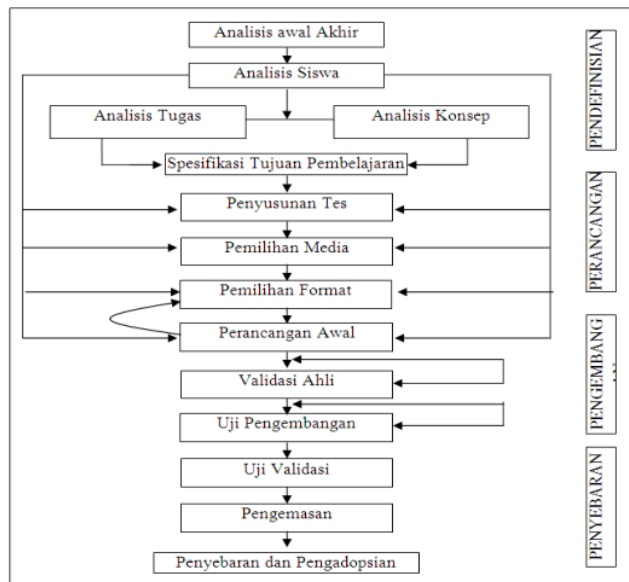 Analisis awal Akhir
Analisis Siswa
Analisis Tugas
Analisis Konsep
Spesifikasi Tujuan Pembelajaran
Penyusunan Tes
Pemilihan Media
Pemilihan Format
Perancangan Awal
Validasi Ahli
Uji Pengembangan
Uji Validasi
Pengemasan
Penyebaran dan Pengadopsian
PENDEFINISIAN
PERANCANGAN
PENGEMBANG
AN
PENYEBARAN